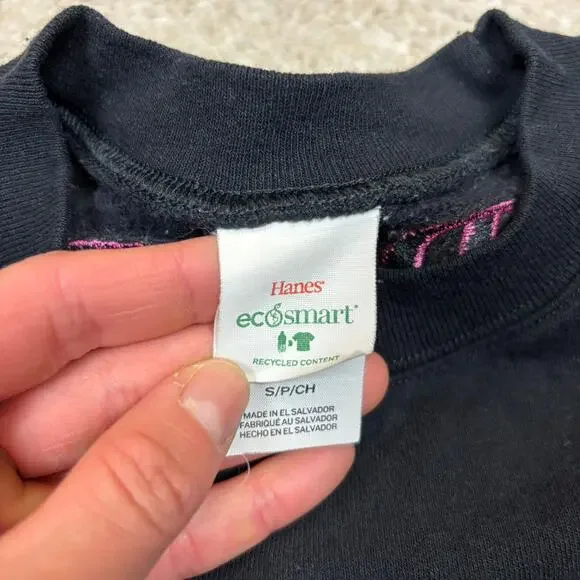 Hanes
ecosmart
RECYCLED CONTENT
S/P/CH
MADE IN EL SALVADOR
FABRIQUÉ AU SALVADOR
HECHO EN EL SALVADOR